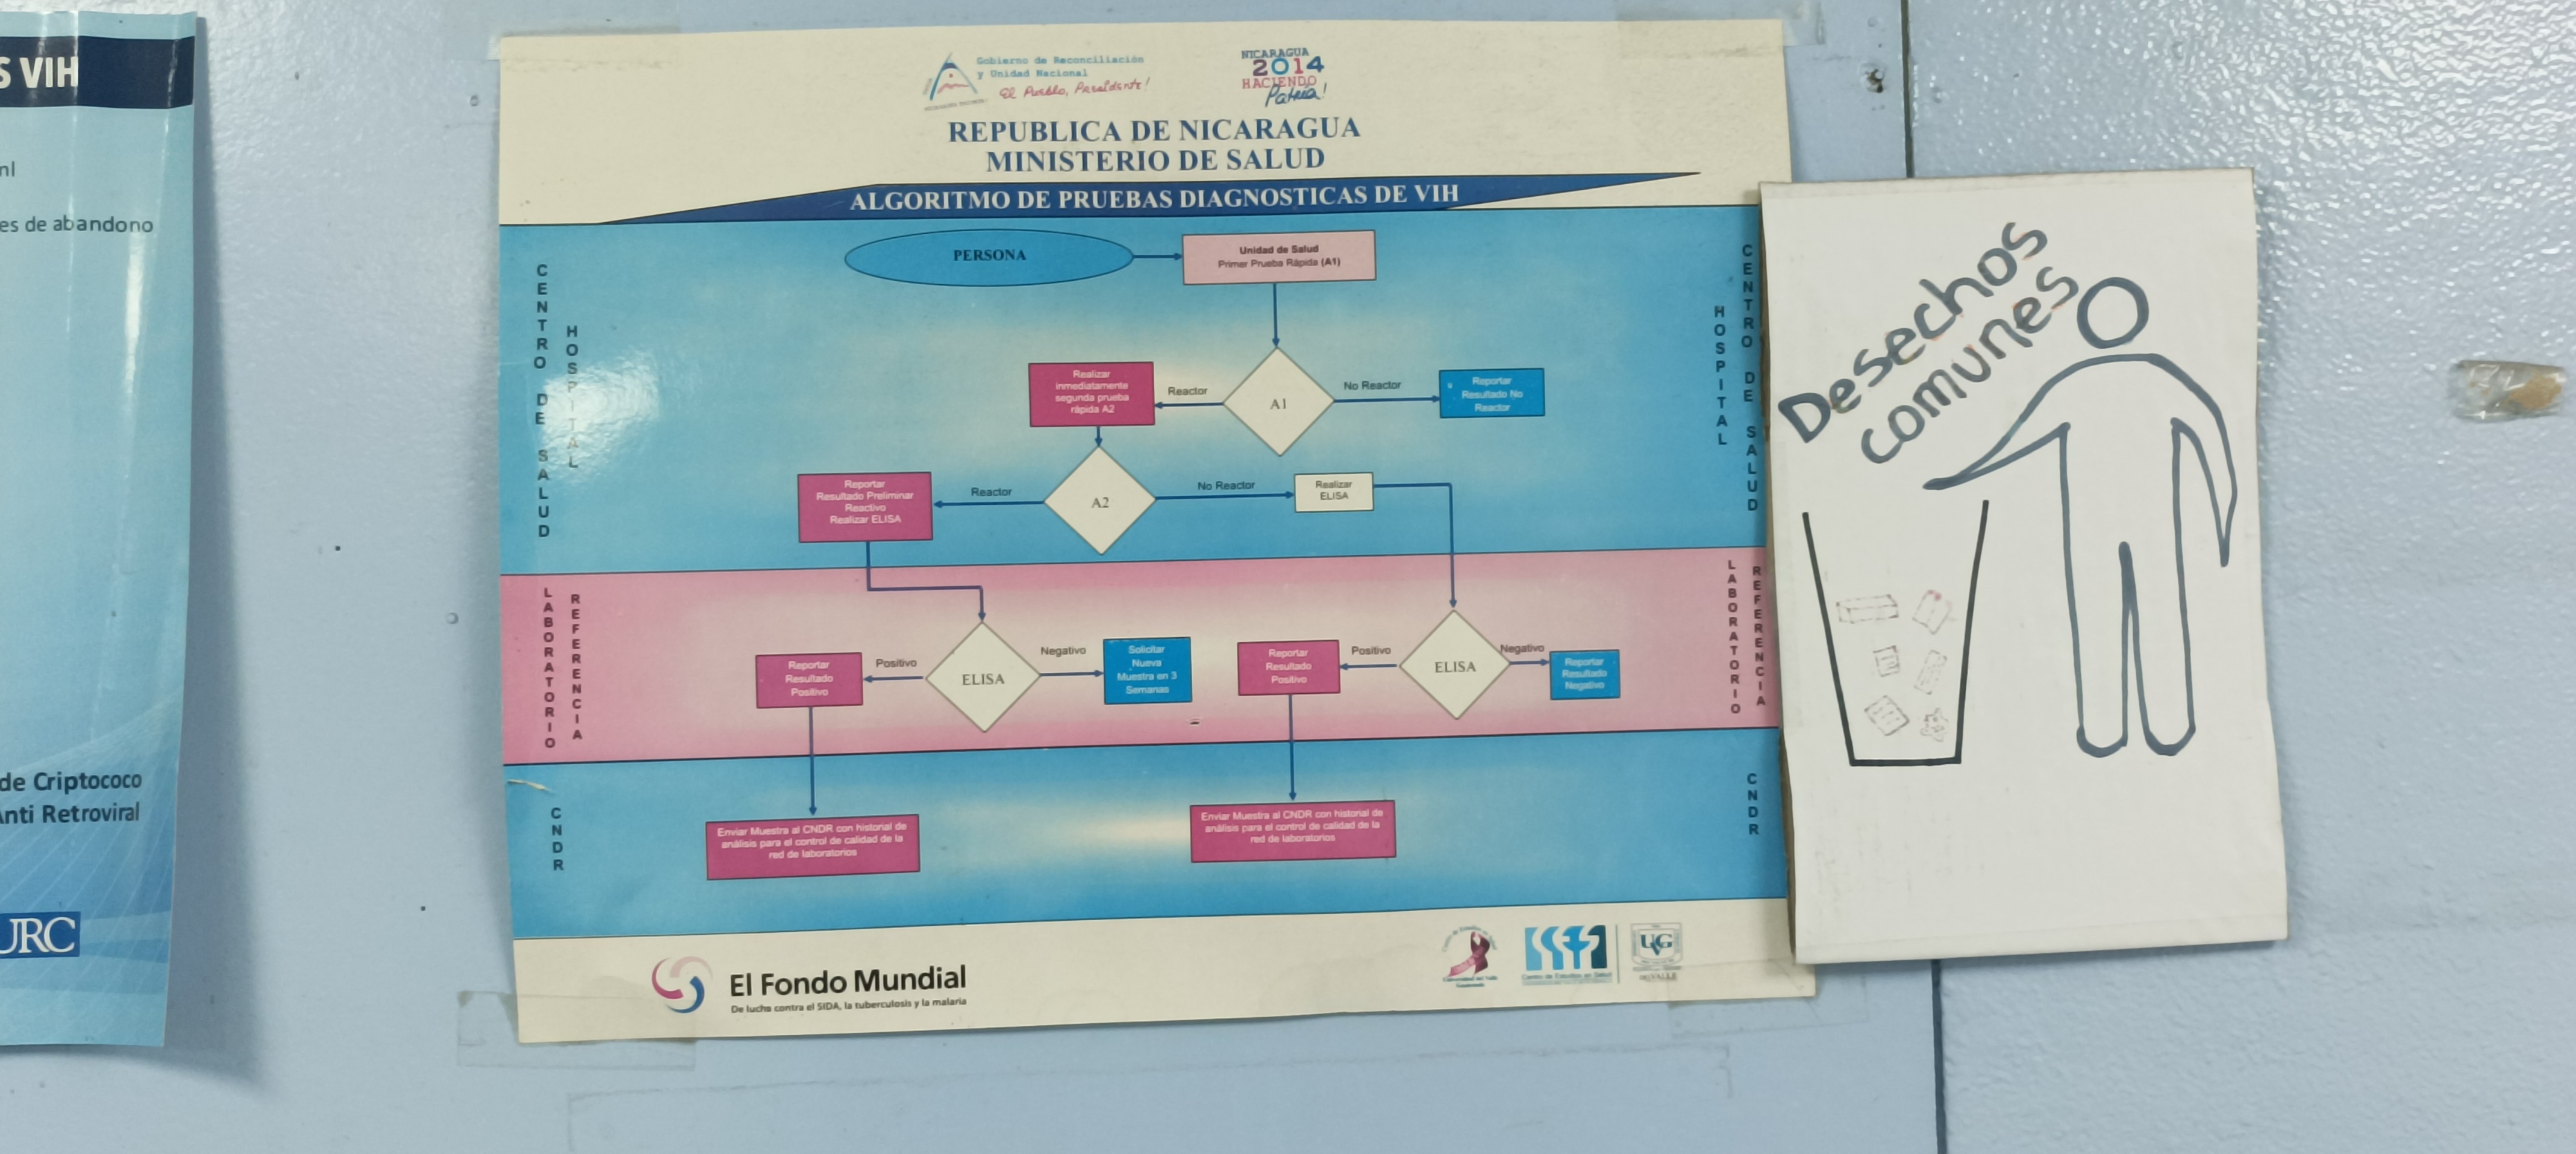 S VIH
nl
es de abandono
de Criptococo
Anti Retroviral
URC
Gobierno de Reconciliación
y Unidad Nacional
El Pueblo, Presidente!
NICARAGUA
2014
HACIENDO
Patria!
REPUBLICA DE NICARAGUA
MINISTERIO DE SALUD
ALGORITMO DE PRUEBAS DIAGNOSTICAS DE VIH
CENTRO DE SALUD
HOSPITAL
PERSONA
Unidad de Salud
Primer Prueba Rápida (A1)
HOSPITAL
CENTRO DE SALUD
Realizar
inmediatamente
segunda prueba
rápida A2
Reactor
A1
No Reactor
Reportar
Resultado No
Reactor
Reportar
Resultado Preliminar
Reactivo
Realizar ELISA
Reactor
A2
No Reactor
Realizar
ELISA
LABORATORIO
REFERENCIA
Reportar
Resultado
Positivo
Positivo
ELISA
Negativo
Solicitar
Nueva
Muestra en 3
Semanas
Reportar
Resultado
Positivo
Positivo
ELISA
Negativo
Reportar
Resultado
Negativo
LABORATORIO
REFERENCIA
CNDR
Enviar Muestra al CNDR con historial de
análisis para el control de calidad de la
red de laboratorios
Enviar Muestra al CNDR con historial de
análisis para el control de calidad de la
red de laboratorios
CNDR
El Fondo Mundial
De lucha contra el SIDA, la tuberculosis y la malaria
Centro de Estudios en Salud
UVG
DEL VALLE
Desechos
comunes